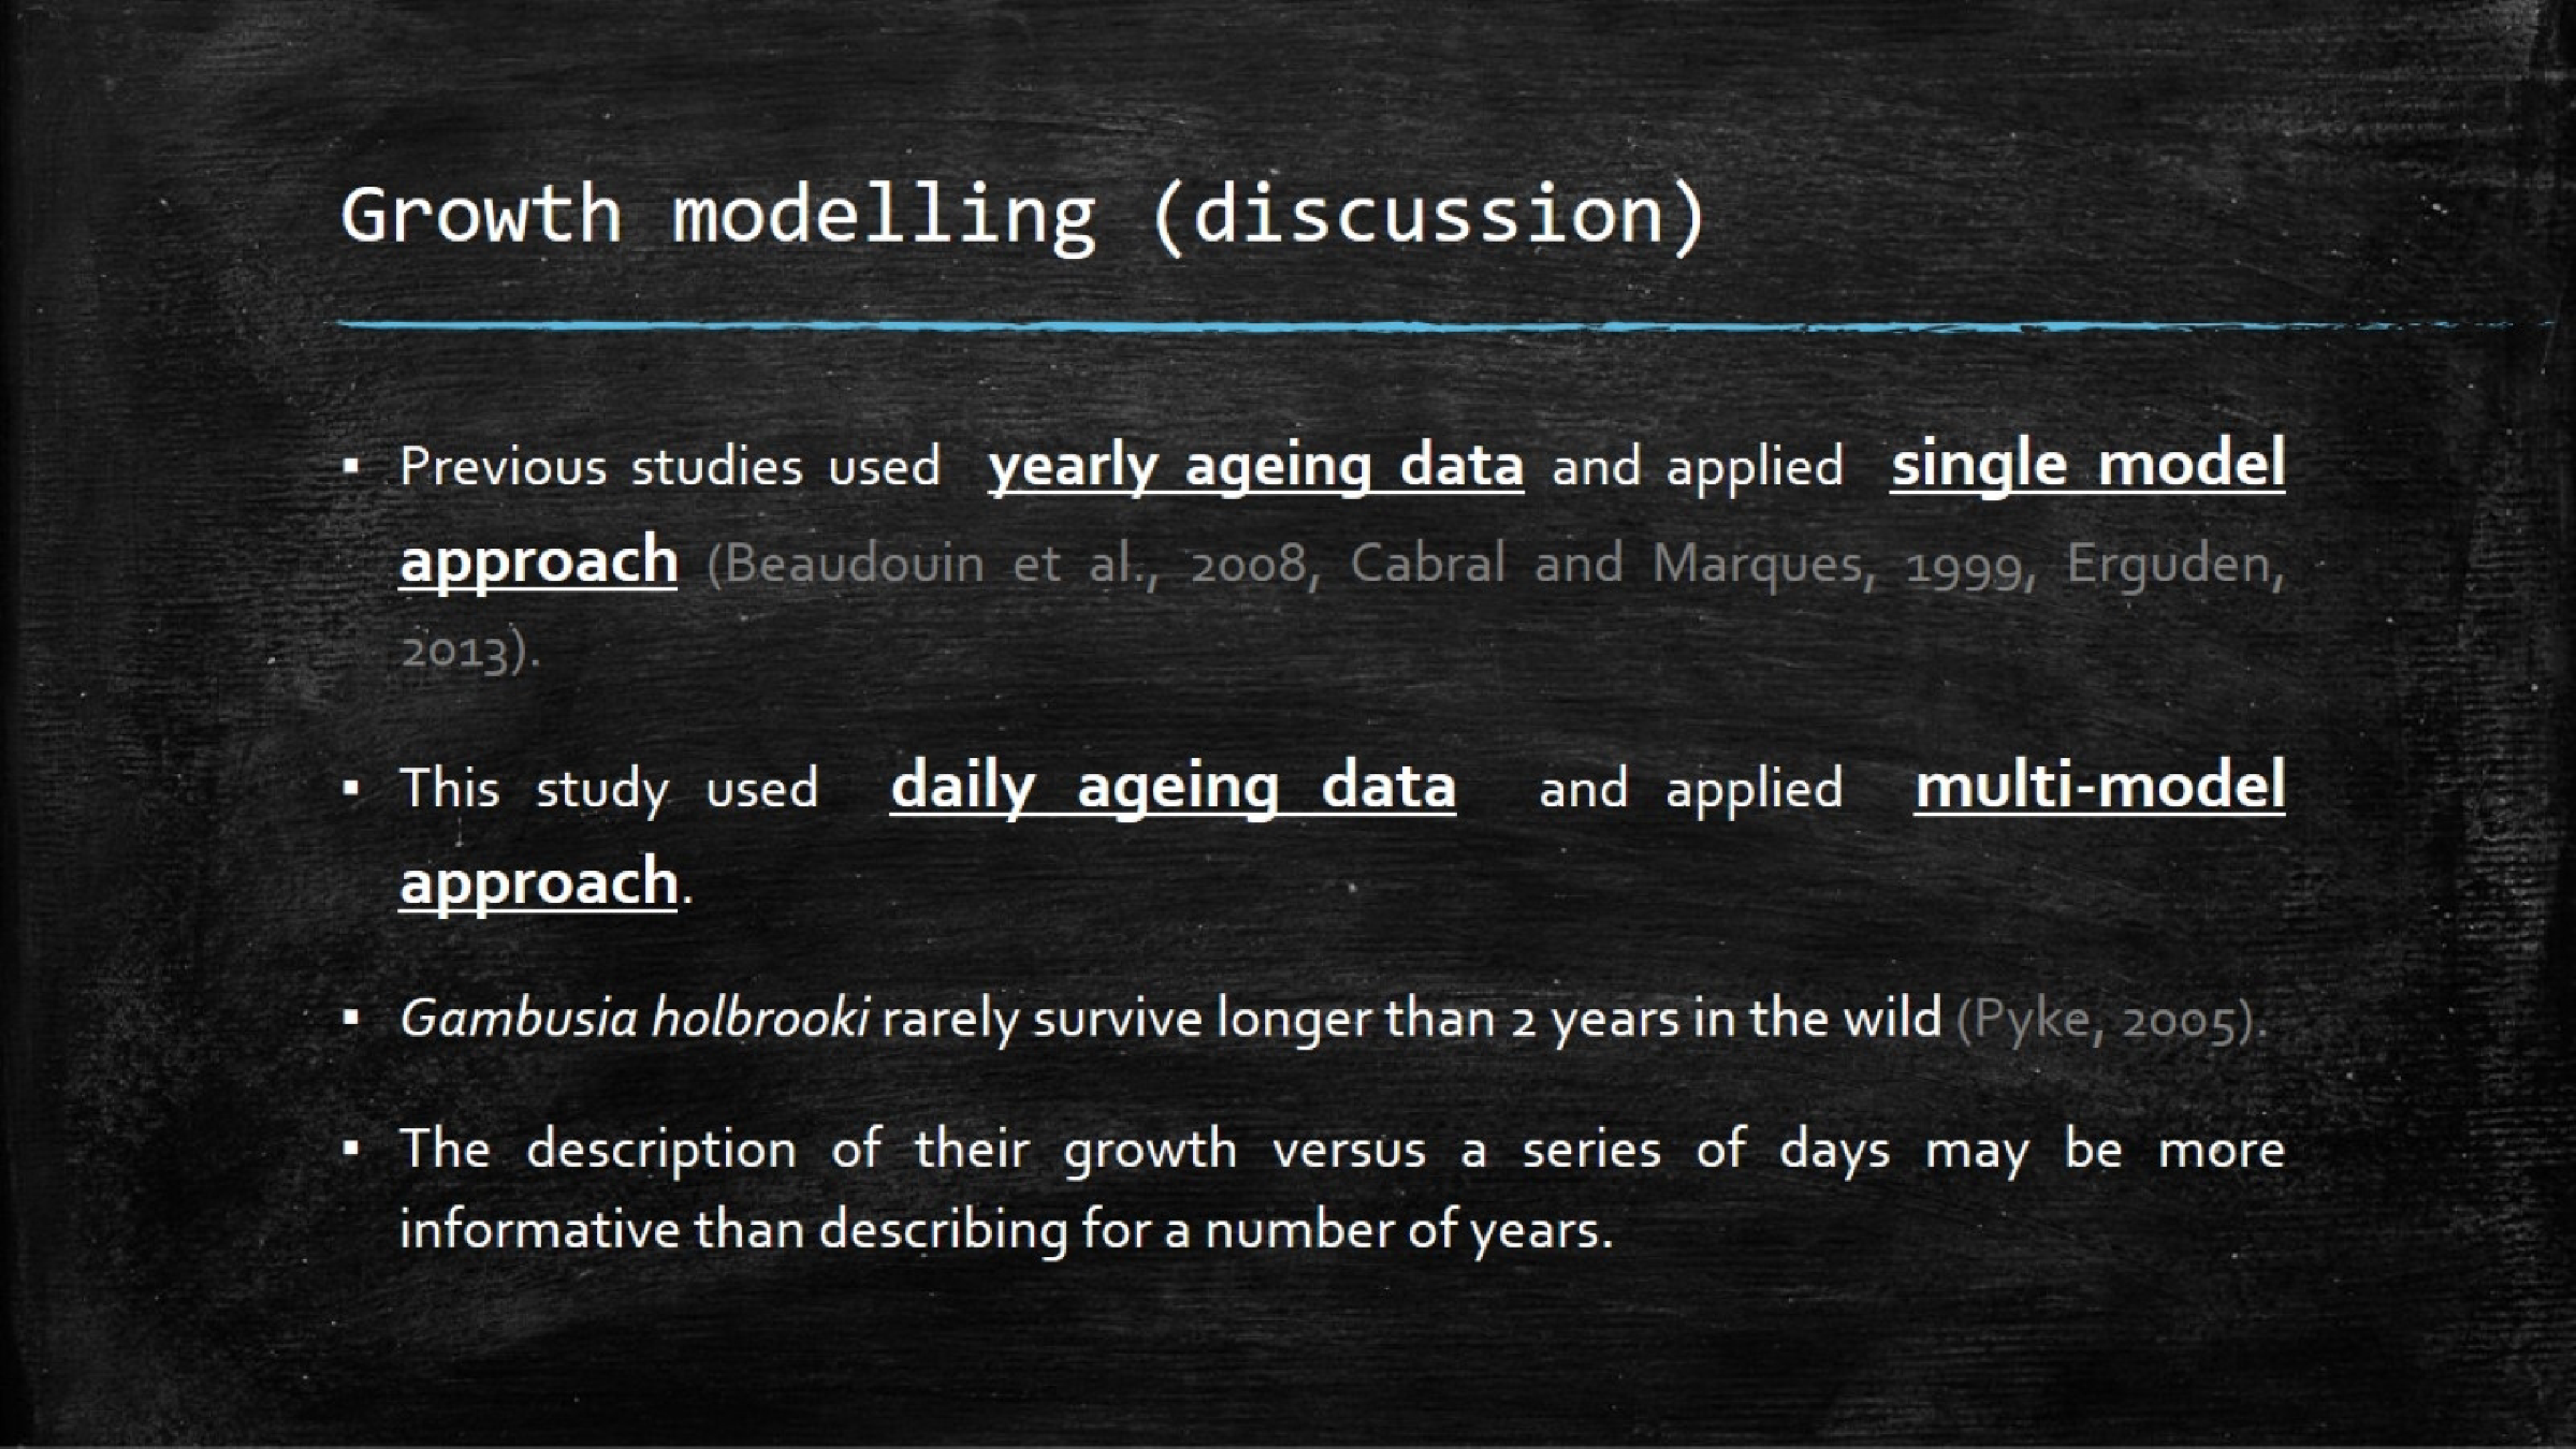 Growth modelling (discussion)
▪ Previous studies used yearly ageing data and applied single model
approach (Beaudouin et al., 2008, Cabral and Marques, 1999, Erguden,
2013).
▪ This study used daily ageing data and applied multi-model
approach.
▪ Gambusia holbrooki rarely survive longer than 2 years in the wild (Pyke, 2005).
▪ The description of their growth versus a series of days may be more
informative than describing for a number of years.